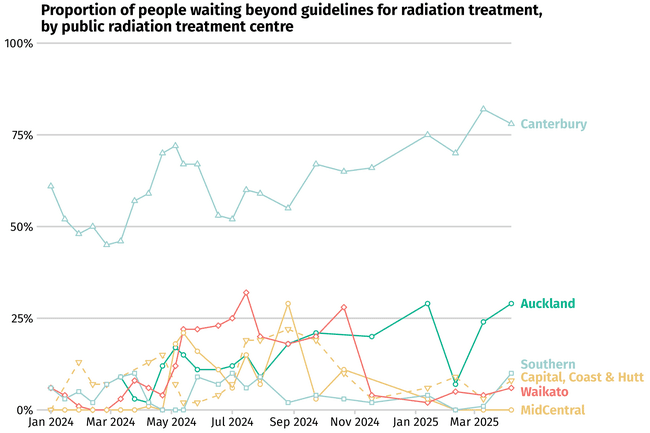 Proportion of people waiting beyond guidelines for radiation treatment,
by public radiation treatment centre
100%
75%
50%
25%
0%
Canterbury
Auckland
Southern
Capital, Coast & Hutt
Waikato
MidCentral
Jan 2024 Mar 2024 May 2024 Jul 2024 Sep 2024 Nov 2024 Jan 2025 Mar 2025